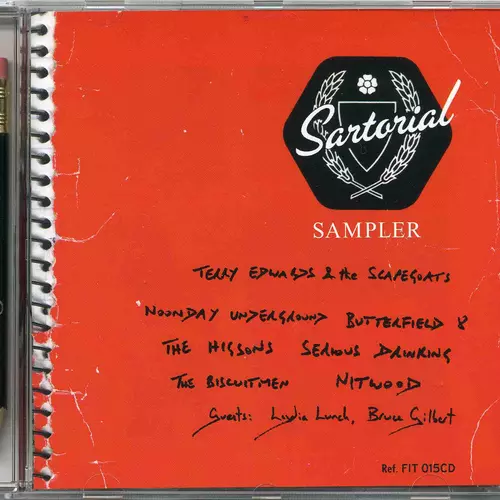 Sartorial
SAMPLER
TERRY EDWARDS & the SCAPEGOATS
NOONDAY UNDERGROUND BUTTERFIELD 8
THE HIGSONS SERIOUS DRINKING
THE BISCUITMEN NITWOOD
Guests: Lydia Lunch, Bruce Gilbert
Ref. FIT 015CD